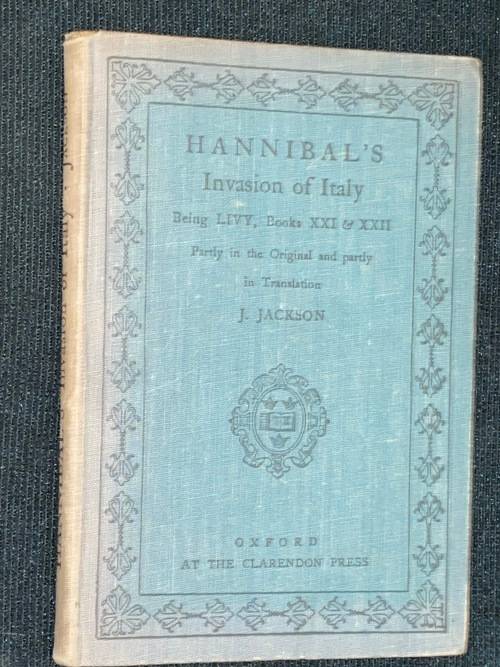 HANNIBAL'S
Invasion of Italy
Being LIVY, Books XXI & XXII
Partly in the Original and partly
in Translation
J. JACKSON
OXFORD
AT THE CLARENDON PRESS